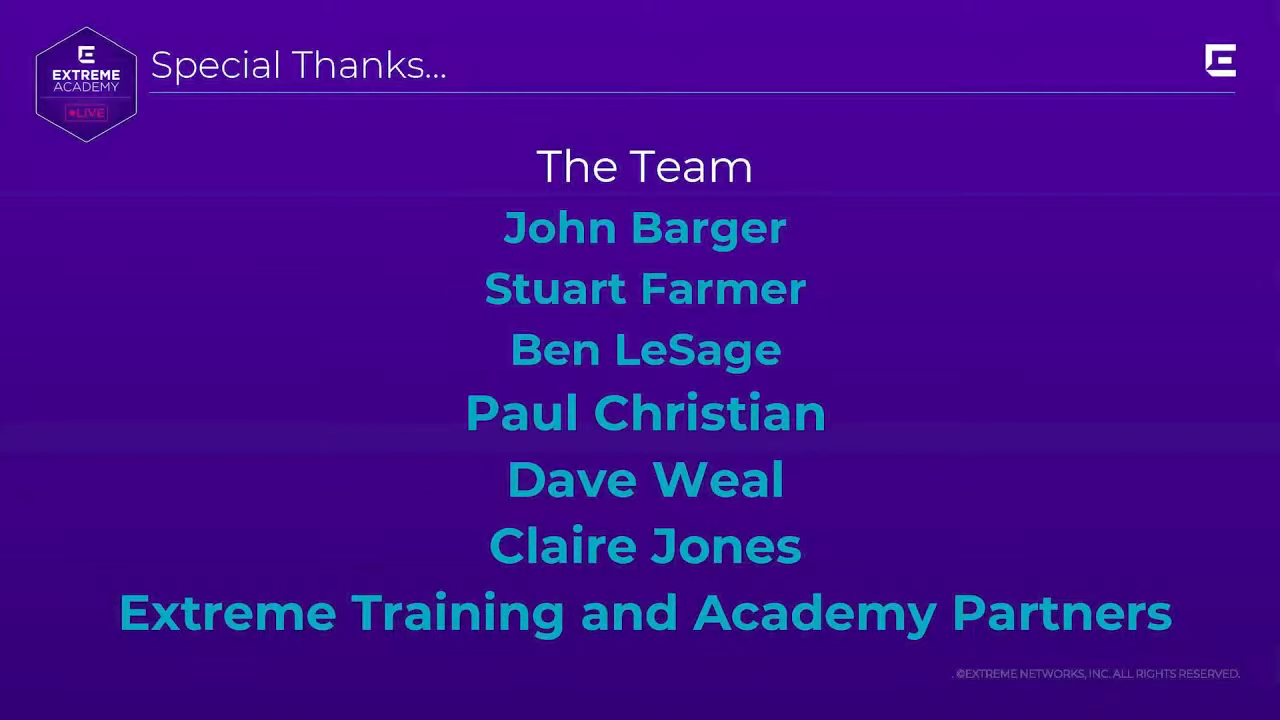 EXTREME
ACADEMY
LIVE
Special Thanks...
The Team
John Barger
Stuart Farmer
Ben LeSage
Paul Christian
Dave Weal
Claire Jones
Extreme Training and Academy Partners
. ©EXTREME NETWORKS, INC. ALL RIGHTS RESERVED.